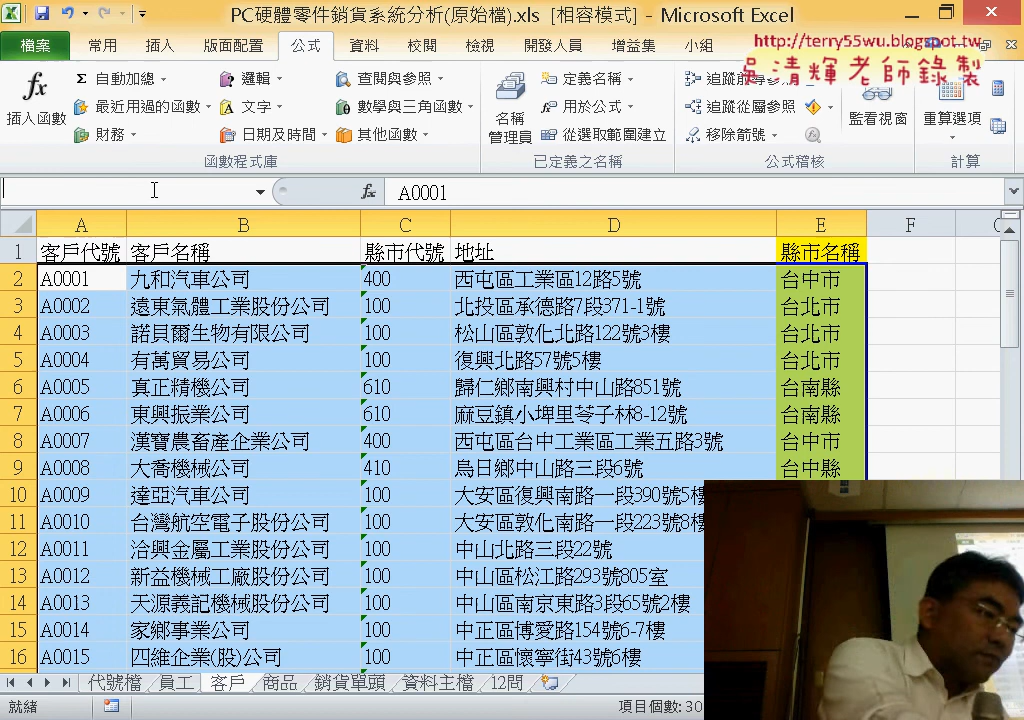 PC硬體零件銷貨系統分析(原始檔).xls [相容模式] - Microsoft Excel
檔案 常用 插入 版面配置 公式 資料 校閱 檢視 開發人員 增益集 小組
http://terry55wu.blogspot.tw
吳清輝老師錄製
Σ 自動加總 邏輯 查閱與參照 定義名稱
最近用過的函數 文字 數學與三角函數 用於公式 追蹤從屬參照
財務 日期及時間 其他函數 從選取範圍建立 移除箭號
插入函數 名稱管理員 監看視窗 重算選項
函數程式庫 已定義之名稱 公式稽核 計算
fx A0001
A B C D E F
1 客戶代號 客戶名稱 縣市代號 地址 縣市名稱
2 A0001 九和汽車公司 400 西屯區工業區12路5號 台中市
3 A0002 遠東氣體工業股份公司 100 北投區承德路7段371-1號 台北市
4 A0003 諾貝爾生物有限公司 100 松山區敦化北路122號3樓 台北市
5 A0004 有萬貿易公司 100 復興北路57號5樓 台北市
6 A0005 真正精機公司 610 歸仁鄉南興村中山路851號 台南縣
7 A0006 東興振業公司 610 麻豆鎮小埤里苓子林8-12號 台南縣
8 A0007 漢寶農畜產企業公司 400 西屯區台中工業區工業五路3號 台中市
9 A0008 大喬機械公司 410 烏日鄉中山路三段6號 台中縣
10 A0009 達亞汽車公司 100 大安區復興南路一段390號5樓
11 A0010 台灣航空電子股份公司 100 大安區敦化南路一段223號8樓
12 A0011 洽興金屬工業股份公司 100 中山北路三段22號
13 A0012 新益機械工廠股份公司 100 中山區松江路293號805室
14 A0013 天源義記機械股份公司 100 中山區南京東路3段65號2樓
15 A0014 家鄉事業公司 100 中正區博愛路154號6-7樓
16 A0015 四維企業(股)公司 100 中正區懷寧街43號6樓
代號檔 員工 客戶 商品 銷貨單頭 資料主檔 12問
就緒 項目個數: 30